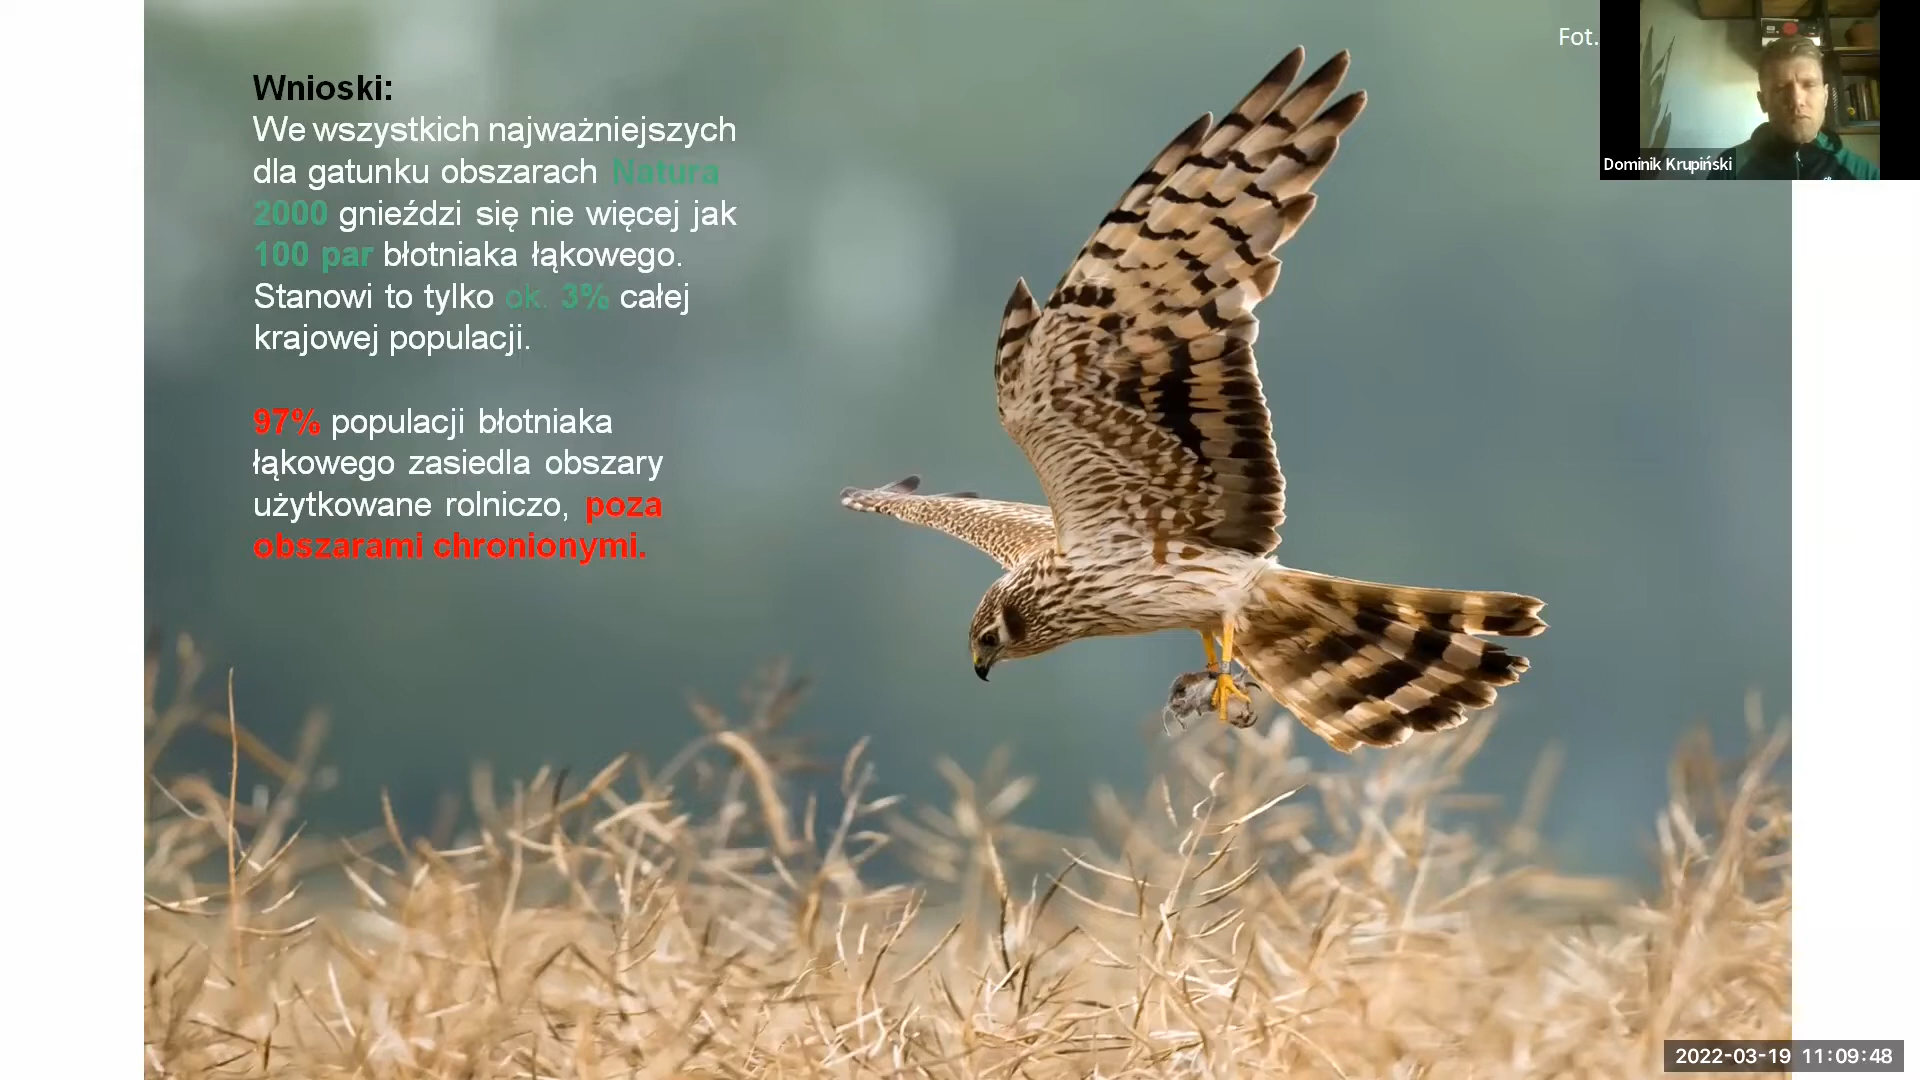 Wnioski:
We wszystkich najważniejszych
dla gatunku obszarach Natura
2000 gnieździ się nie więcej jak
100 par błotniaka łąkowego.
Stanowi to tylko ok. 3% całej
krajowej populacji.
97% populacji błotniaka
łąkowego zasiedla obszary
użytkowane rolniczo, poza
obszarami chronionymi.
Fot.
Dominik Krupiński
2022-03-19 11:09:48